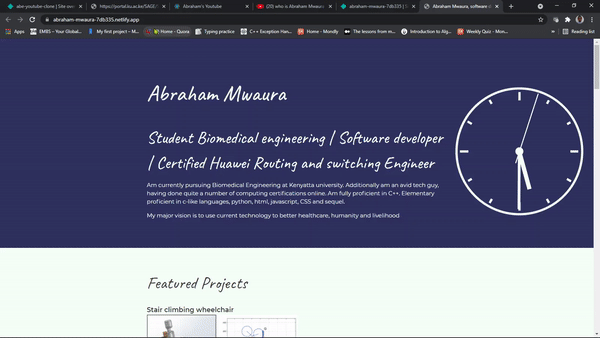 abe-youtube-clone | Site ov
https://portal.ku.ac.ke/SAGE/
Abraham's Youtube
(20) who is Abraham Mwaura
abraham-mwaura-7db335 | S
Abraham Mwaura, software d
abraham-mwaura-7db335.netlify.app
Apps
EMBS – Your Global...
My first project – M...
Home - Quora
Typing practice
C++ Exception Han...
Home - Mondly
The lessons from m...
Introduction to Alg...
Weekly Quiz - Mon...
Reading list
Abraham Mwaura
Student Biomedical engineering | Software developer
| Certified Huawei Routing and switching Engineer
Am currently pursuing Biomedical Engineering at Kenyatta university. Additionally am an avid tech guy,
having done quite a number of computing certifications online. Am fully proficient in C++. Elementary
proficient in c-like languages, python, html, javascript, CSS and sequel.
My major vision is to use current technology to better healthcare, humanity and livelihood
Featured Projects
Stair climbing wheelchair